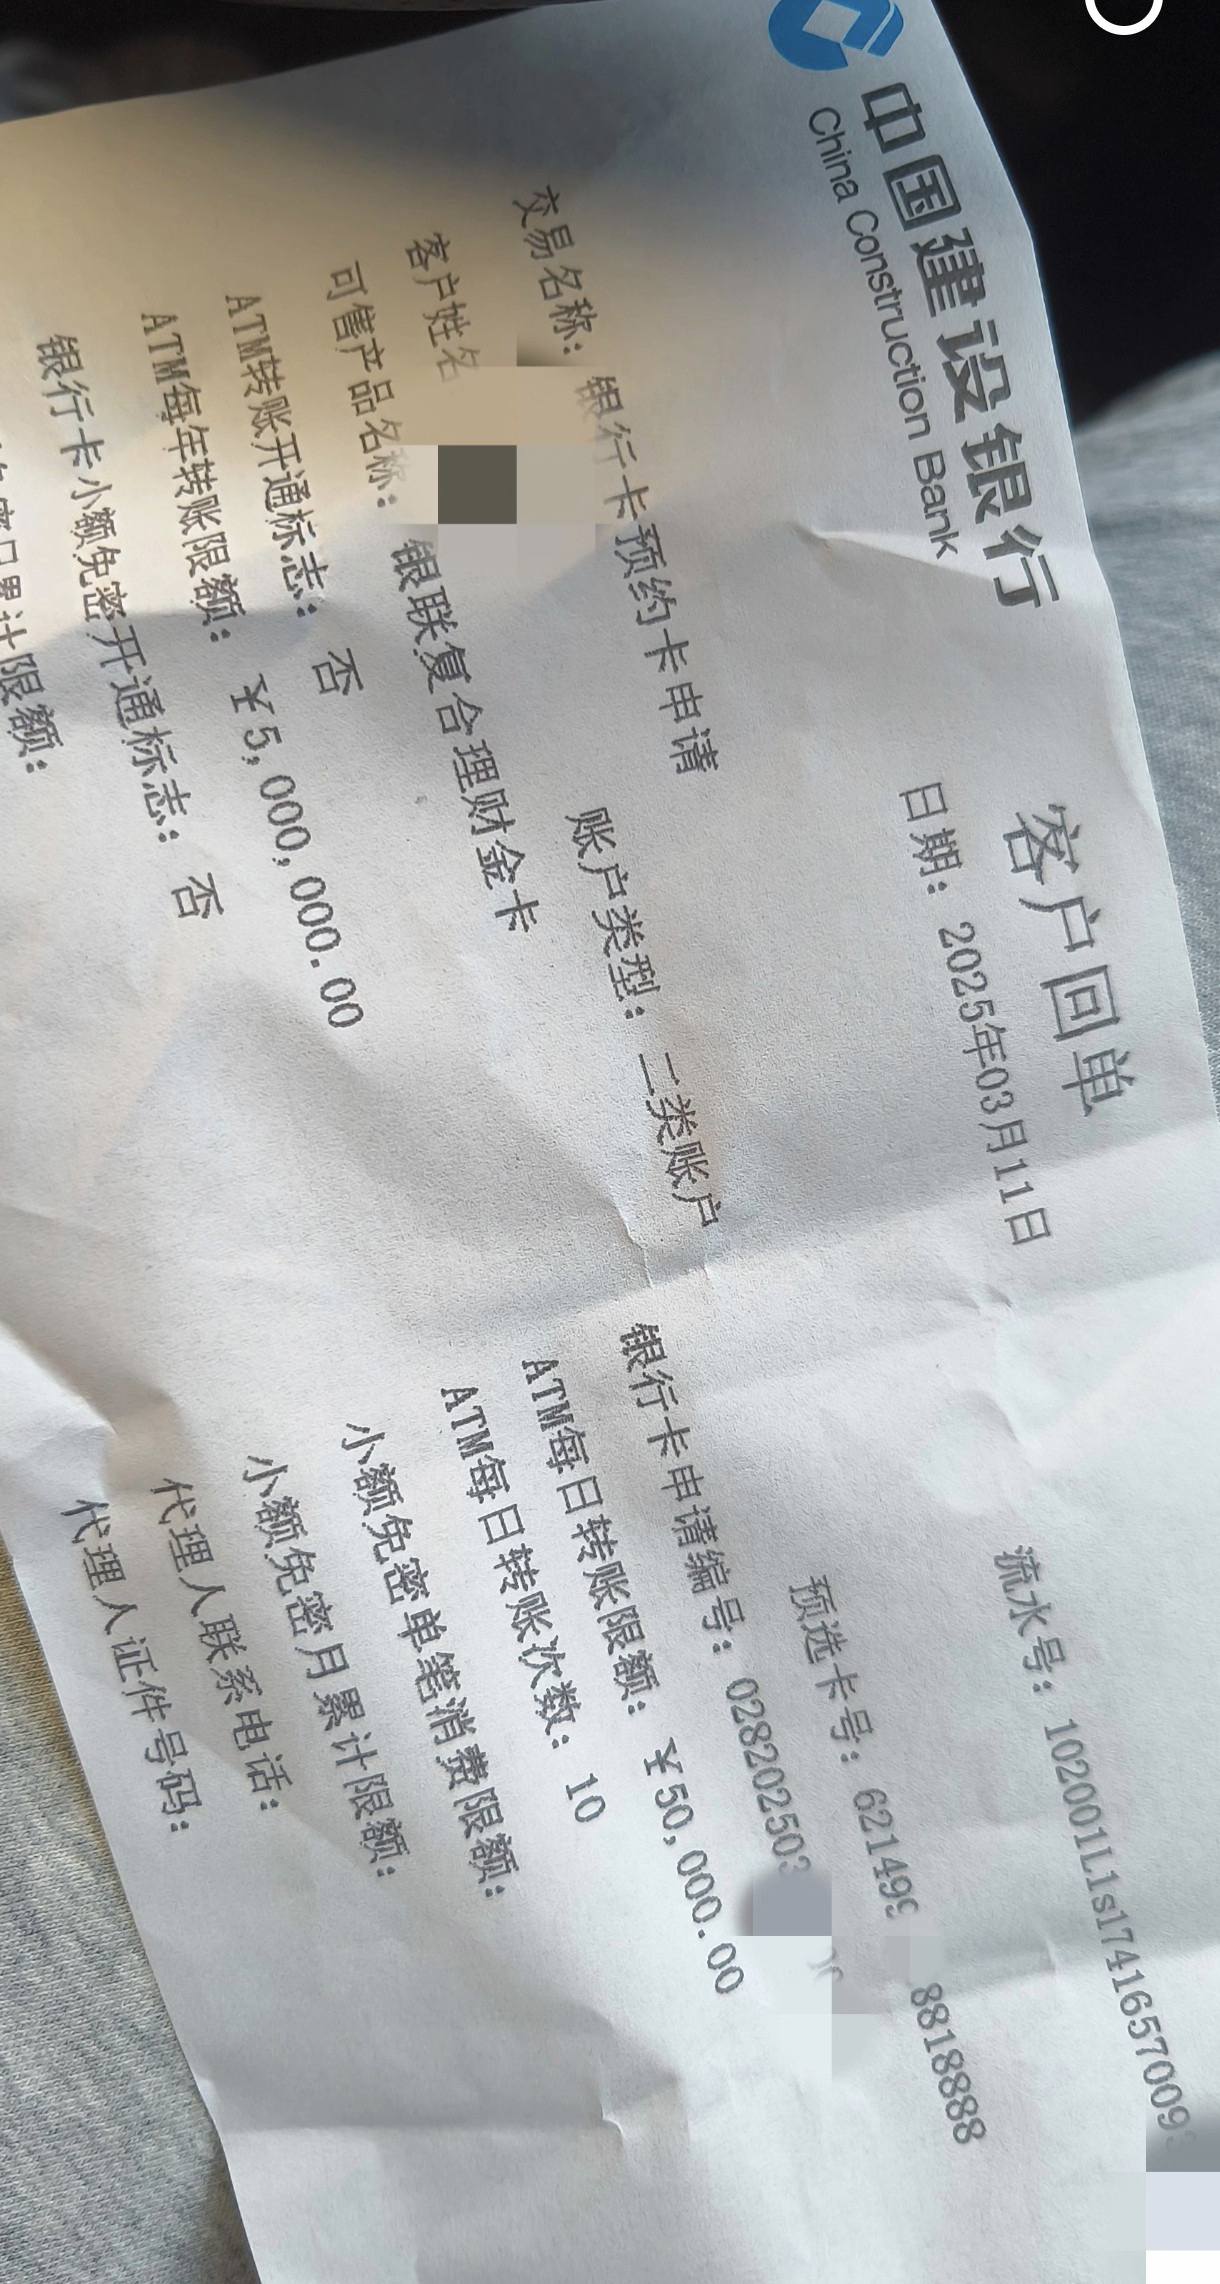 中国建设银行
China Construction Bank
客户回单
日期：2025年03月11日
流水号：102001L1s1741657009
交易名称：银行卡预约卡申请
预选卡号：621499 8818888
客户姓名
账户类型：二类账户
银行卡申请编号：028202503
可售产品名称：银联复合理财金卡
ATM每日转账限额：￥50,000.00
ATM转账开通标志：否
ATM每日转账次数：10
ATM每年转账限额：￥5,000,000.00
小额免密单笔消费限额：
银行卡小额免密开通标志：否
小额免密月累计限额：
累计限额：
代理人联系电话：
代理人证件号码：